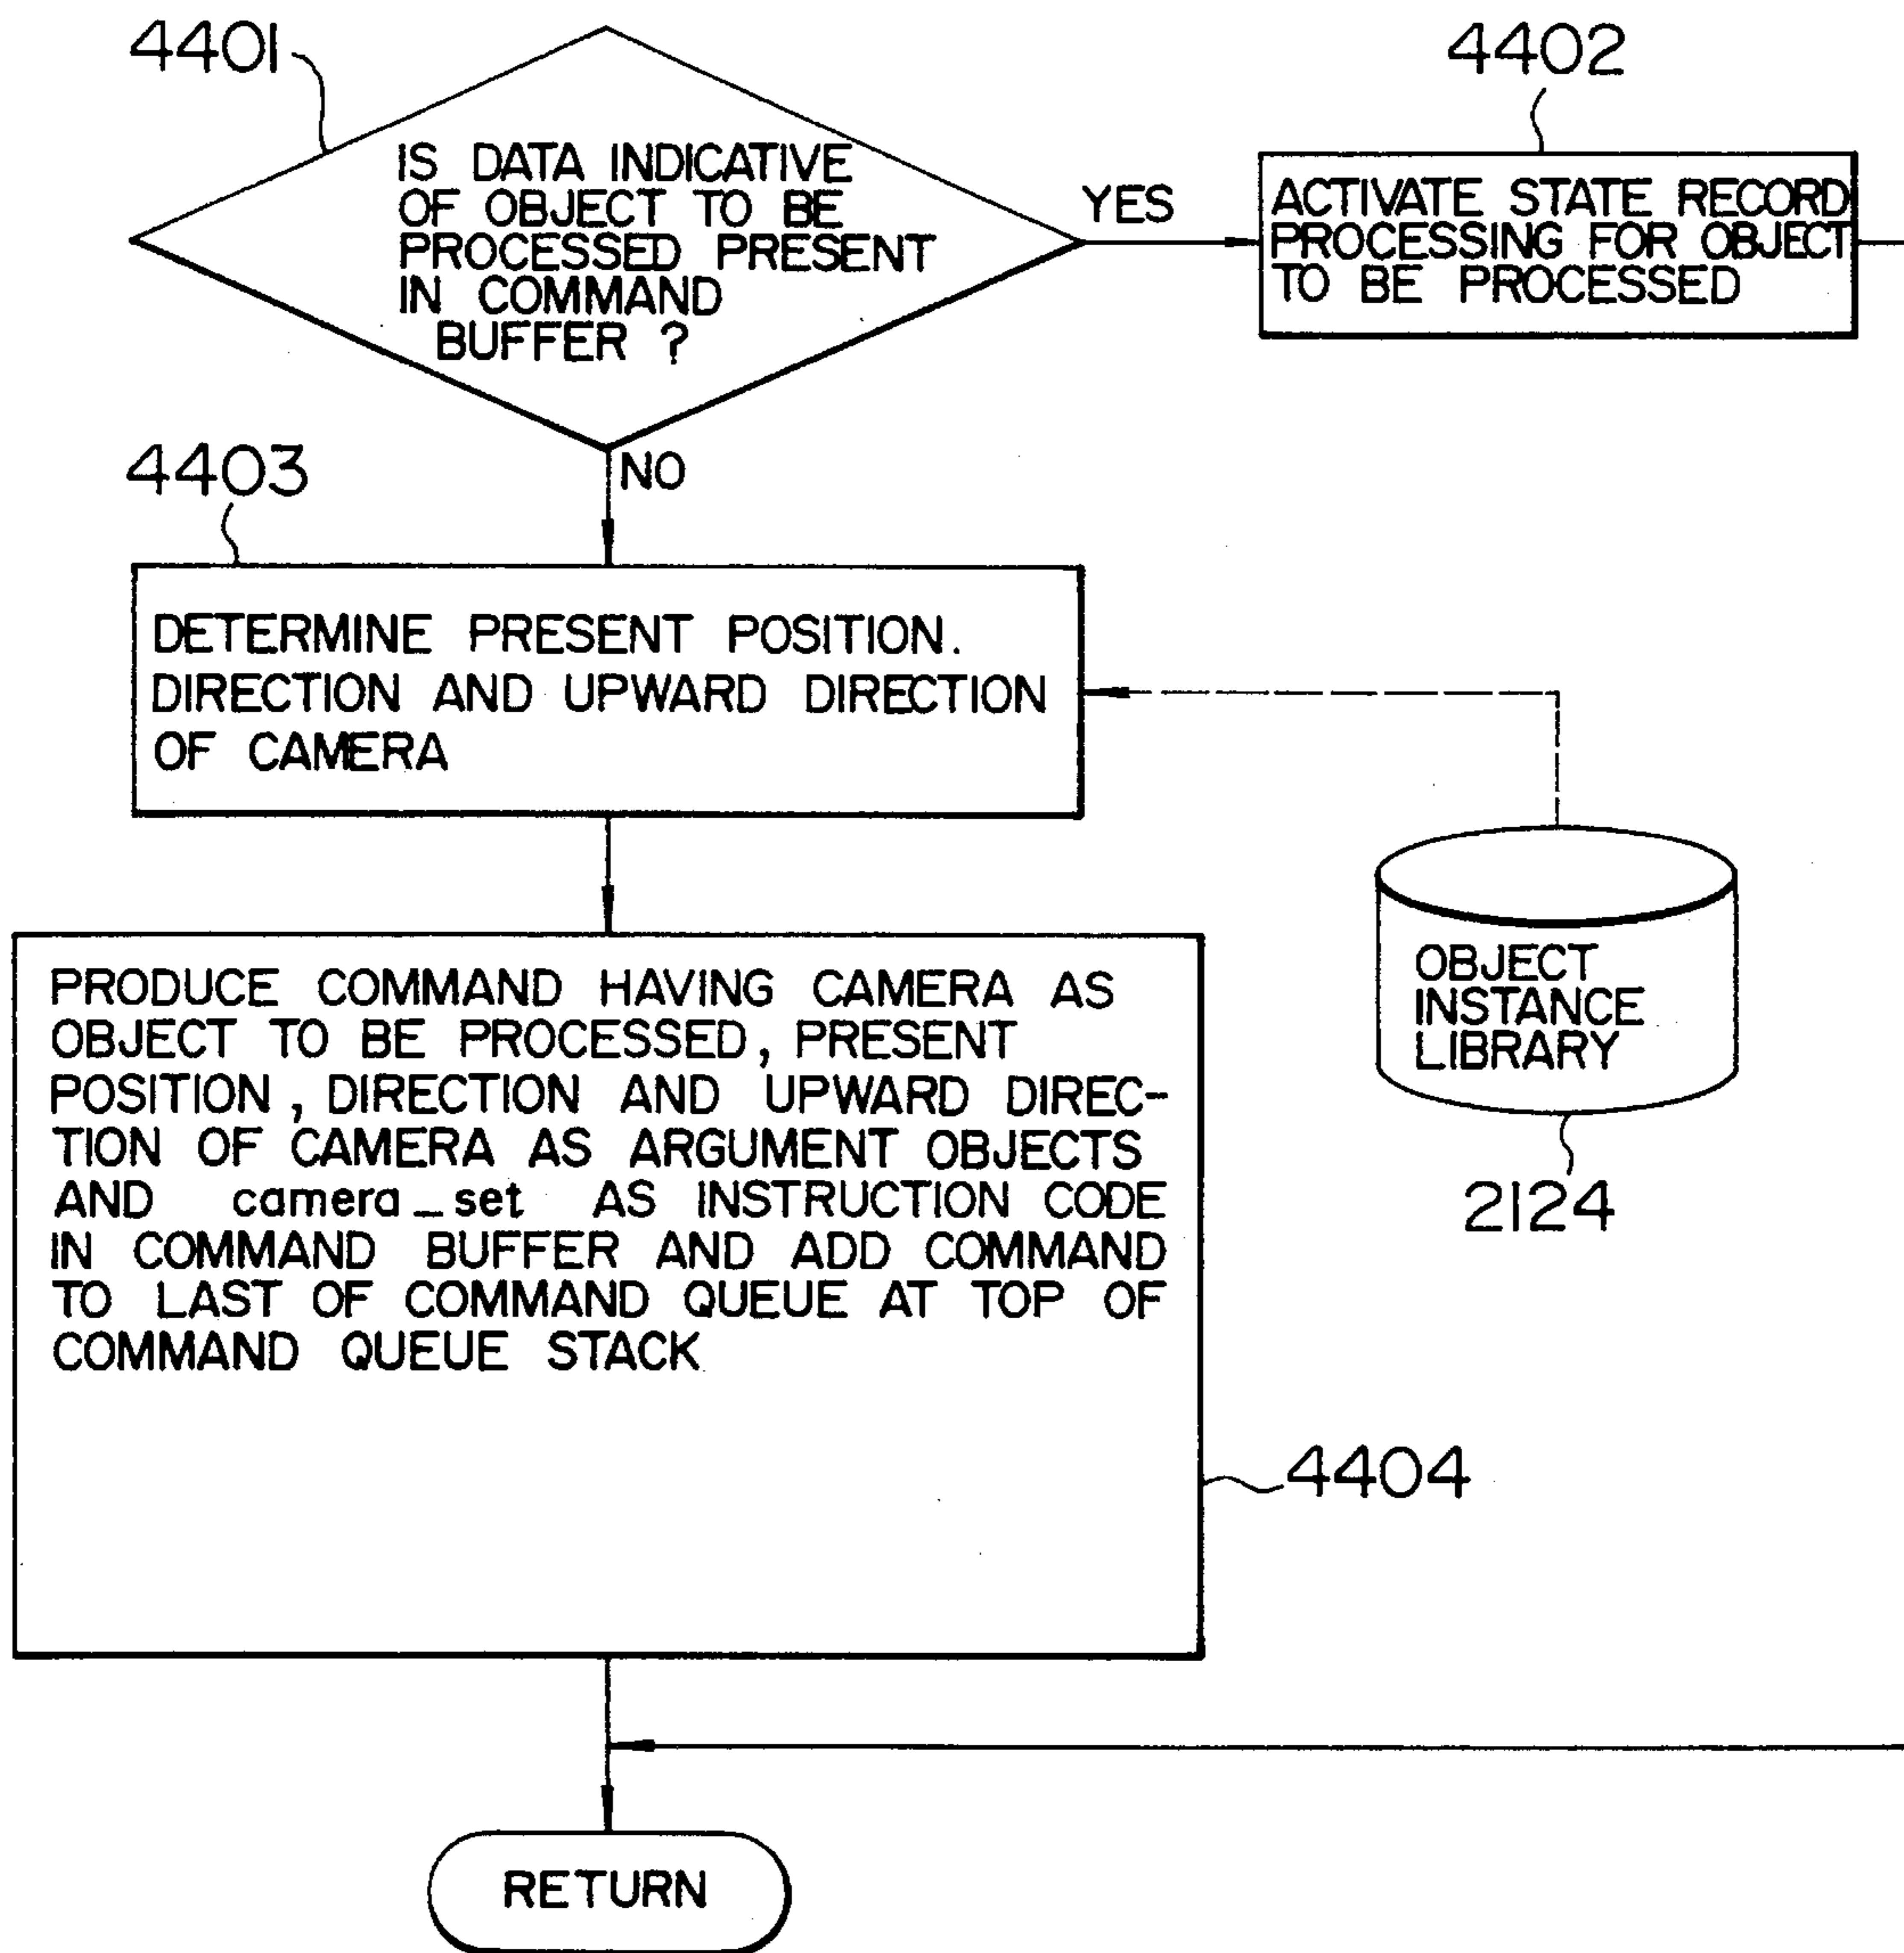 4401
IS DATA INDICATIVE
OF OBJECT TO BE
PROCESSED PRESENT
IN COMMAND
BUFFER ?
YES
4402
ACTIVATE STATE RECORD
PROCESSING FOR OBJECT
TO BE PROCESSED
NO
4403
DETERMINE PRESENT POSITION.
DIRECTION AND UPWARD DIRECTION
OF CAMERA
OBJECT
INSTANCE
LIBRARY
2124
PRODUCE COMMAND HAVING CAMERA AS
OBJECT TO BE PROCESSED, PRESENT
POSITION, DIRECTION AND UPWARD DIREC-
TION OF CAMERA AS ARGUMENT OBJECTS
AND camera_set AS INSTRUCTION CODE
IN COMMAND BUFFER AND ADD COMMAND
TO LAST OF COMMAND QUEUE AT TOP OF
COMMAND QUEUE STACK
4404
RETURN